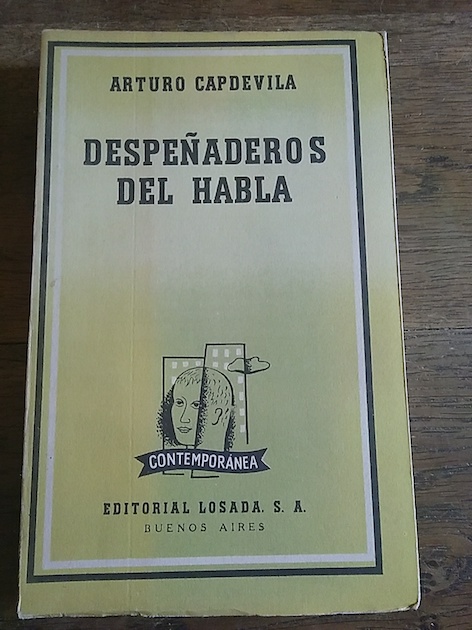 ARTURO CAPDEVILA
DESPEÑADEROS
DEL HABLA
CONTEMPORÁNEA
EDITORIAL LOSADA. S. A.
BUENOS AIRES